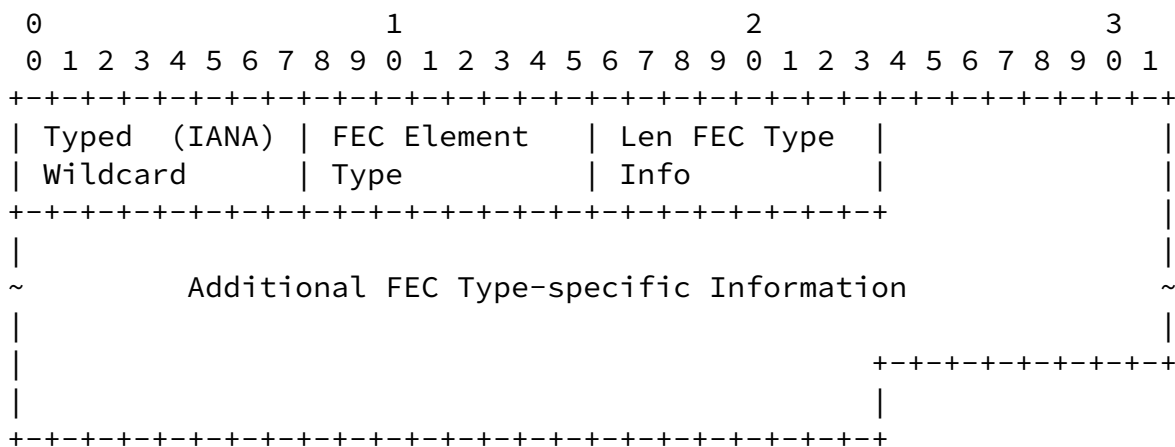 0                   1                   2                   3
 0 1 2 3 4 5 6 7 8 9 0 1 2 3 4 5 6 7 8 9 0 1 2 3 4 5 6 7 8 9 0 1
+-+-+-+-+-+-+-+-+-+-+-+-+-+-+-+-+-+-+-+-+-+-+-+-+-+-+-+-+-+-+-+-+
| Typed  (IANA) | FEC Element   | Len FEC Type  |               |
| Wildcard      | Type          | Info          |               |
+-+-+-+-+-+-+-+-+-+-+-+-+-+-+-+-+-+-+-+-+-+-+-+-+               |
|                                                               |
~         Additional FEC Type-specific Information              ~
|                                                               |
|                                               +-+-+-+-+-+-+-+-+
|                                               |
+-+-+-+-+-+-+-+-+-+-+-+-+-+-+-+-+-+-+-+-+-+-+-+-+